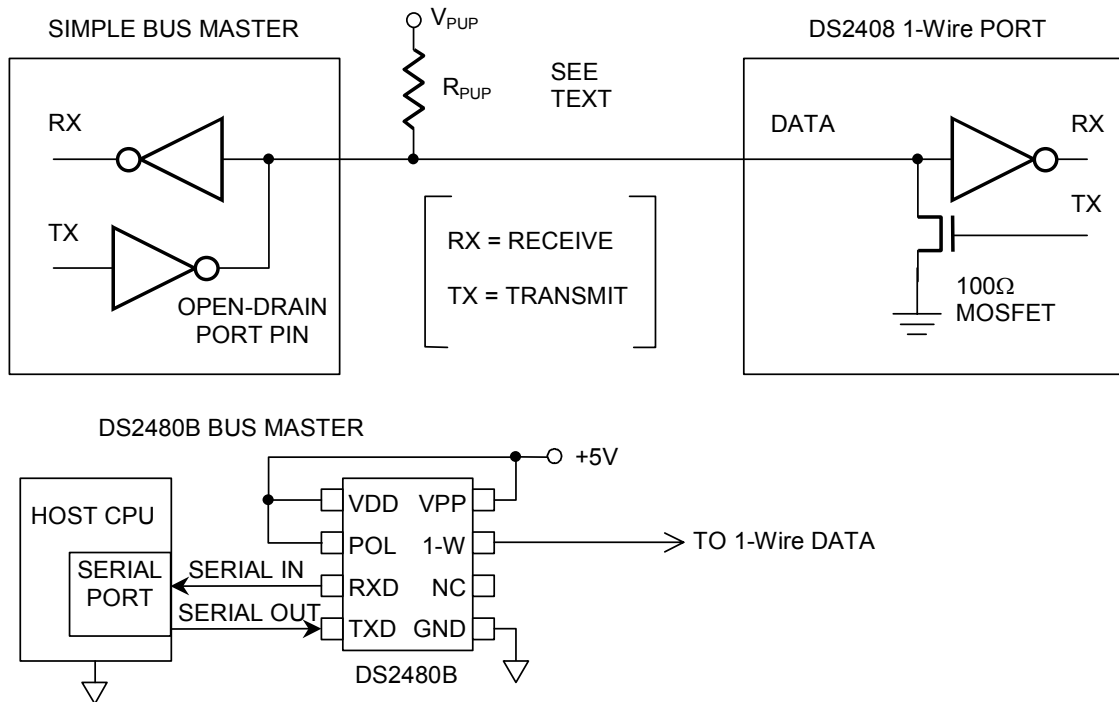 SIMPLE BUS MASTER
V_PUP
DS2408 1-Wire PORT
R_PUP
SEE
TEXT
RX
DATA
RX
TX
TX
RX = RECEIVE
TX = TRANSMIT
OPEN-DRAIN
PORT PIN
100Ω
MOSFET
DS2480B BUS MASTER
+5V
HOST CPU
VDD
VPP
POL
1-W
TO 1-Wire DATA
SERIAL
PORT
SERIAL IN
RXD
NC
SERIAL OUT
TXD
GND
DS2480B